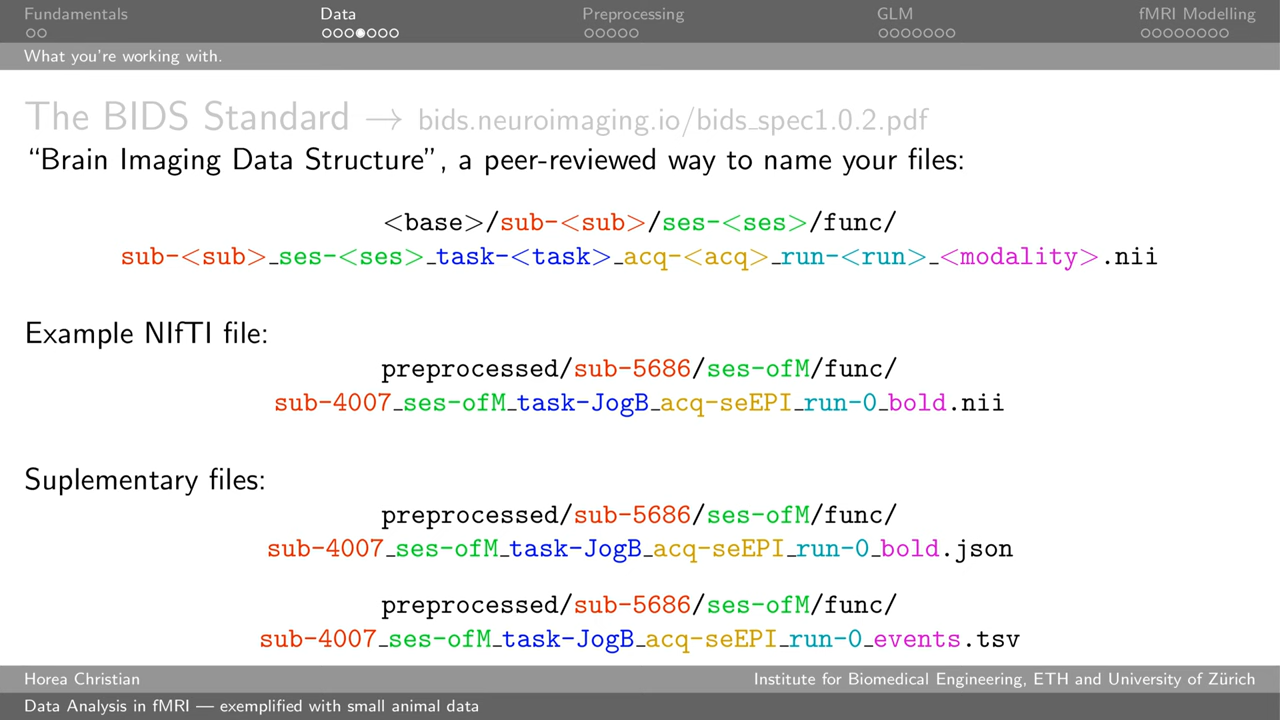 Fundamentals
Data
Preprocessing
GLM
fMRI Modelling
What you're working with.
The BIDS Standard → bids.neuroimaging.io/bids_spec1.0.2.pdf
“Brain Imaging Data Structure”, a peer-reviewed way to name your files:
<base>/sub-<sub>/ses-<ses>/func/
sub-<sub>_ses-<ses>_task-<task>_acq-<acq>_run-<run>_<modality>.nii
Example NIfTI file:
preprocessed/sub-5686/ses-ofM/func/
sub-4007_ses-ofM_task-JogB_acq-seEPI_run-0_bold.nii
Suplementary files:
preprocessed/sub-5686/ses-ofM/func/
sub-4007_ses-ofM_task-JogB_acq-seEPI_run-0_bold.json
preprocessed/sub-5686/ses-ofM/func/
sub-4007_ses-ofM_task-JogB_acq-seEPI_run-0_events.tsv
Horea Christian
Institute for Biomedical Engineering, ETH and University of Zürich
Data Analysis in fMRI — exemplified with small animal data